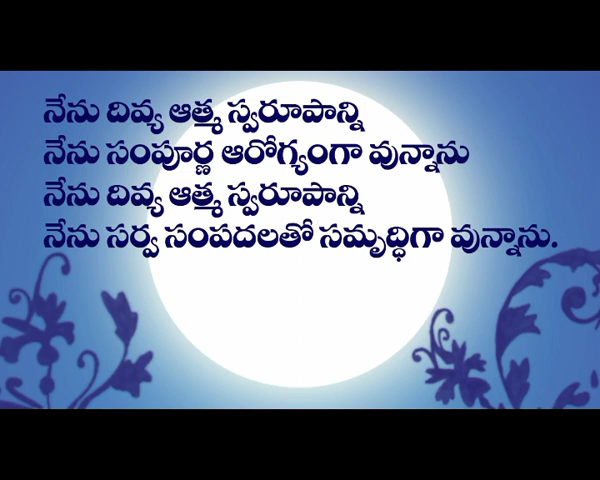 నేను దివ్య ఆత్మ స్వరూపాన్ని
నేను సంపూర్ణ ఆరోగ్యంగా వున్నాను
నేను దివ్య ఆత్మ స్వరూపాన్ని
నేను సర్వ సంపదలతో సమృద్ధిగా వున్నాను.